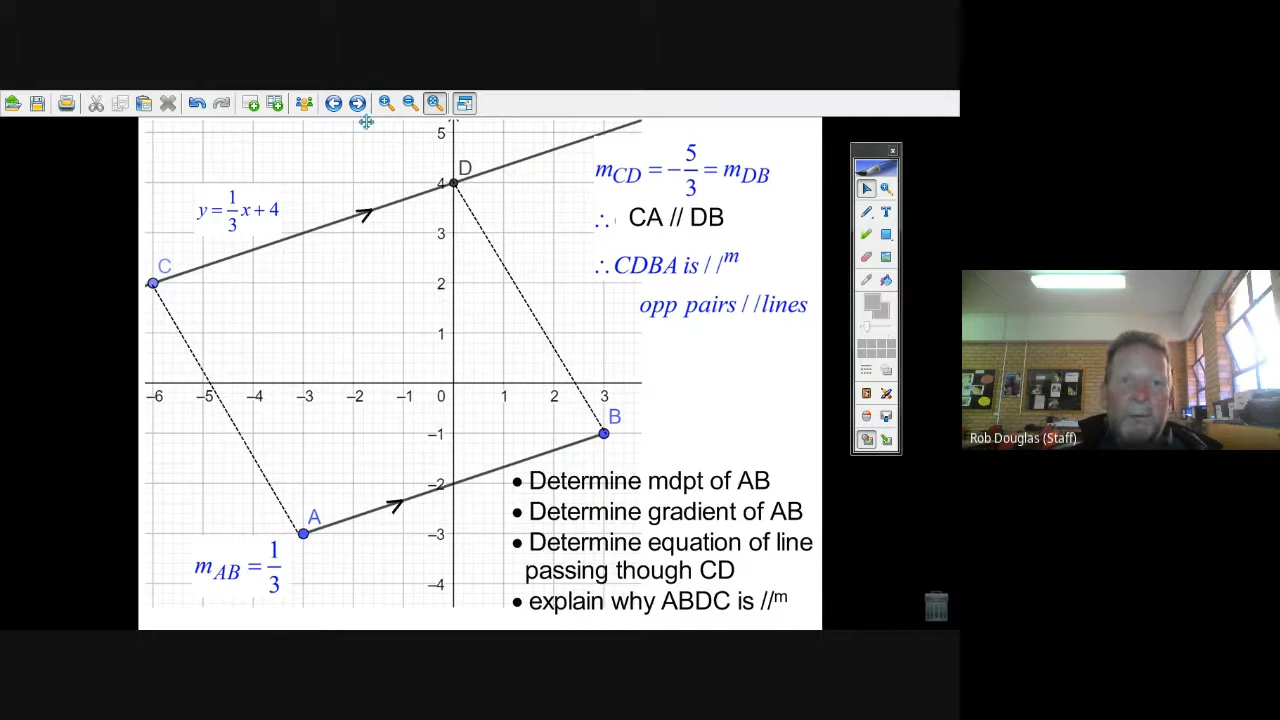 5
D
m_CD = −5/3 = m_DB
4
y = 1/3 x + 4
∴ CA // DB
3
C
∴ CDBA is //^m
2
opp pairs // lines
1
−6 −5 −4 −3 −2 −1 0 1 2 3
B
−1
−2
• Determine mdpt of AB
A
• Determine gradient of AB
−3
• Determine equation of line
m_AB = 1/3
passing though CD
−4
• explain why ABDC is //^m
Rob Douglas (Staff)